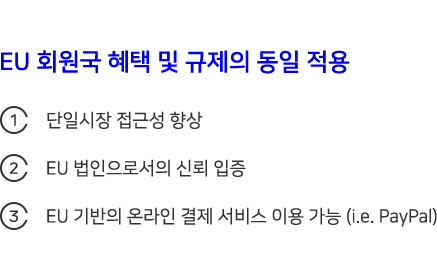 EU 회원국 혜택 및 규제의 동일 적용
1 단일시장 접근성 향상
2 EU 법인으로서의 신뢰 입증
3 EU 기반의 온라인 결제 서비스 이용 가능 (i.e. PayPal)